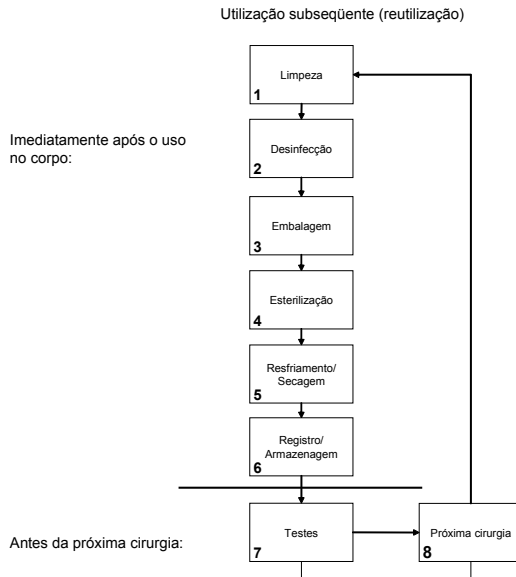 Utilização subseqüente (reutilização)
Limpeza
1
Imediatamente após o uso
no corpo:
Desinfecção
2
Embalagem
3
Esterilização
4
Resfriamento/
Secagem
5
Registro/
Armazenagem
6
Antes da próxima cirurgia:
Testes
7
Próxima cirurgia
8